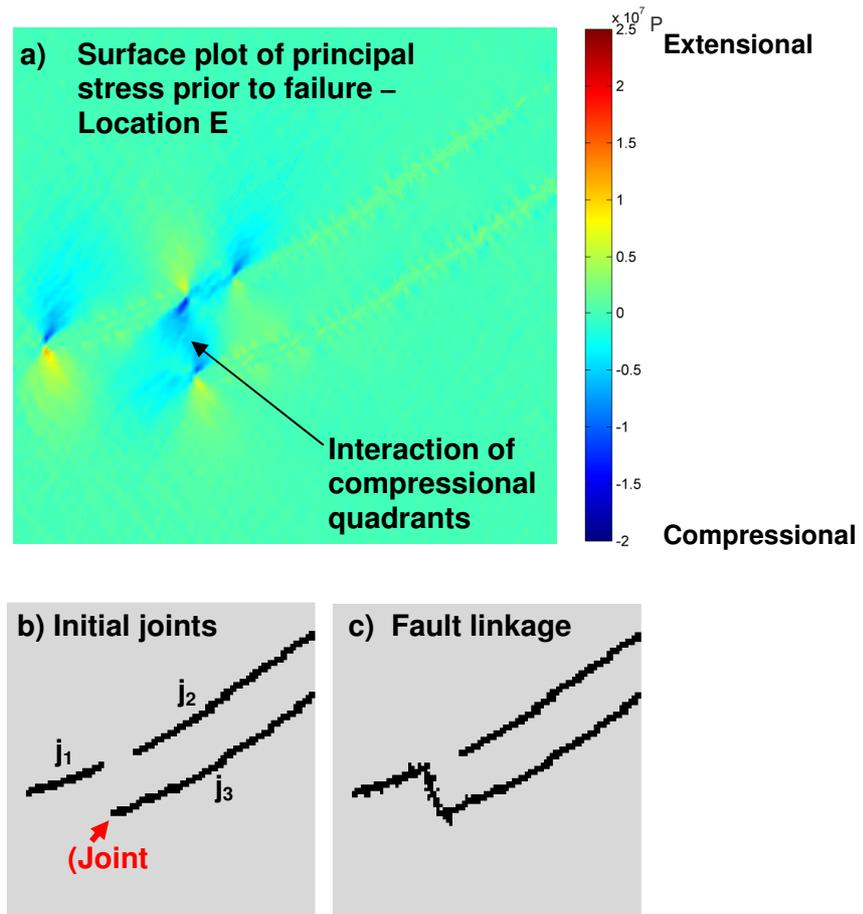 a) Surface plot of principal
stress prior to failure –
Location E
x 10⁷ P
2.5
Extensional
2
1.5
1
0.5
0
-0.5
-1
-1.5
-2
Compressional
Interaction of
compressional
quadrants
b) Initial joints
j₂
j₁
j₃
(Joint
c) Fault linkage